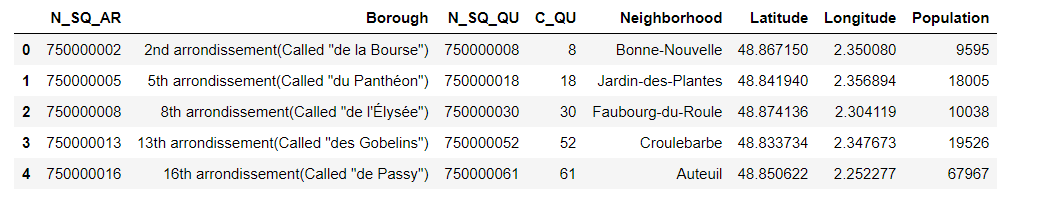 N_SQ_AR Borough N_SQ_QU C_QU Neighborhood Latitude Longitude Population
0 750000002 2nd arrondissement(Called "de la Bourse") 750000008 8 Bonne-Nouvelle 48.867150 2.350080 9595
1 750000005 5th arrondissement(Called "du Panthéon") 750000018 18 Jardin-des-Plantes 48.841940 2.356894 18005
2 750000008 8th arrondissement(Called "de l'Élysée") 750000030 30 Faubourg-du-Roule 48.874136 2.304119 10038
3 750000013 13th arrondissement(Called "des Gobelins") 750000052 52 Croulebarbe 48.833734 2.347673 19526
4 750000016 16th arrondissement(Called "de Passy") 750000061 61 Auteuil 48.850622 2.252277 67967